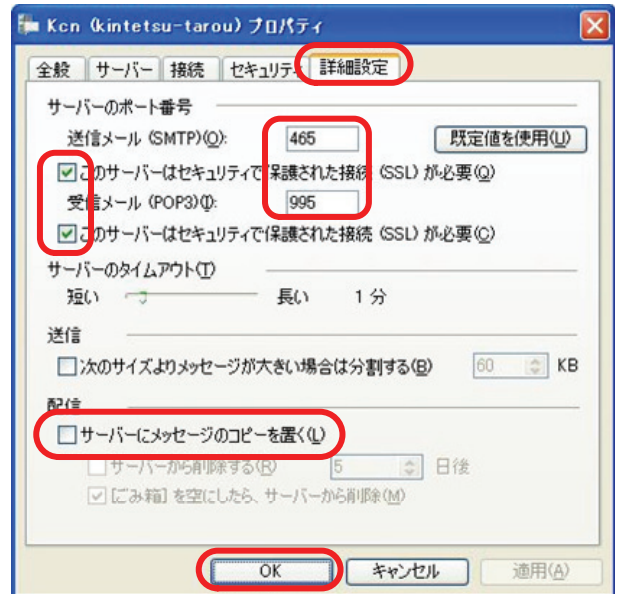 Kcn (kintetsu-tarou) プロパティ
全般 サーバー 接続 セキュリティ 詳細設定
サーバーのポート番号
送信メール (SMTP)(O): 465 既定値を使用(U)
このサーバーはセキュリティで保護された接続 (SSL) が必要(Q)
受信メール (POP3)(I): 995
このサーバーはセキュリティで保護された接続 (SSL) が必要(C)
サーバーのタイムアウト(T)
短い 長い 1 分
送信
次のサイズよりメッセージが大きい場合は分割する(B) 60 KB
配信
サーバーにメッセージのコピーを置く(L)
サーバーから削除する(R) 5 日後
[ごみ箱] を空にしたら、サーバーから削除(M)
OK キャンセル 適用(A)